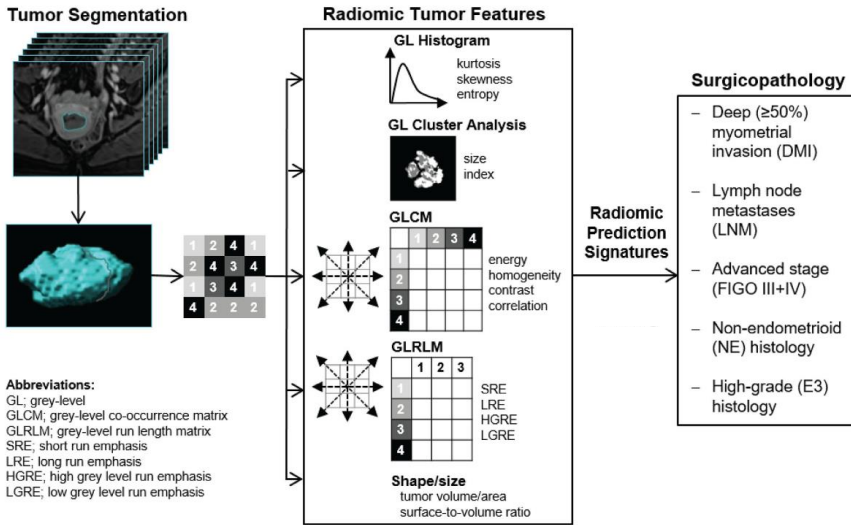 Tumor Segmentation
Radiomic Tumor Features
GL Histogram
kurtosis
skewness
entropy
GL Cluster Analysis
size
index
1 2 4 1
2 4 3 4
1 3 4 1
4 2 2 2
GLCM
1 2 3 4
1
2
3
4
energy
homogeneity
contrast
correlation
GLRLM
1 2 3
1
2
3
4
SRE
LRE
HGRE
LGRE
Shape/size
tumor volume/area
surface-to-volume ratio
Abbreviations:
GL; grey-level
GLCM; grey-level co-occurrence matrix
GLRLM; grey-level run length matrix
SRE; short run emphasis
LRE; long run emphasis
HGRE; high grey level run emphasis
LGRE; low grey level run emphasis
Radiomic
Prediction
Signatures
Surgicopathology
– Deep (≥50%)
myometrial
invasion (DMI)
– Lymph node
metastases
(LNM)
– Advanced stage
(FIGO III+IV)
– Non-endometrioid
(NE) histology
– High-grade (E3)
histology